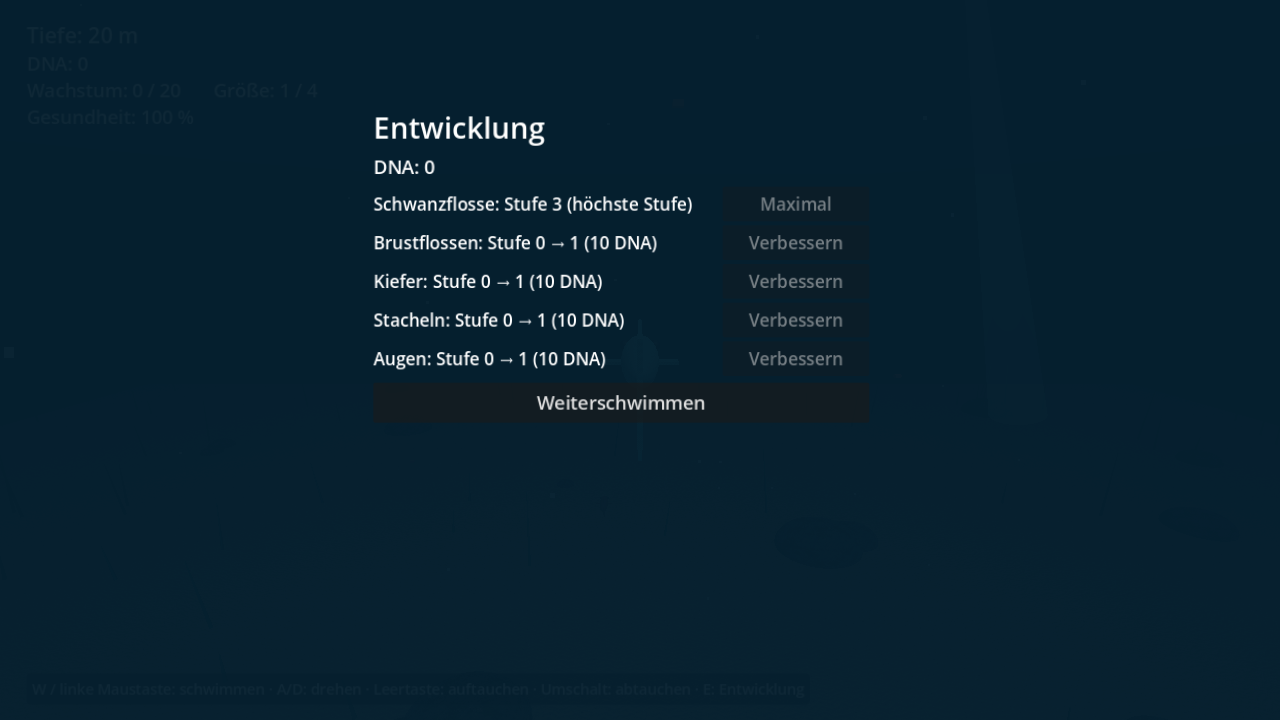 Tiefe: 20 m
DNA: 0
Wachstum: 0 / 20 Größe: 1 / 4
Gesundheit: 100 %
Entwicklung
DNA: 0
Schwanzflosse: Stufe 3 (höchste Stufe) Maximal
Brustflossen: Stufe 0 → 1 (10 DNA) Verbessern
Kiefer: Stufe 0 → 1 (10 DNA) Verbessern
Stacheln: Stufe 0 → 1 (10 DNA) Verbessern
Augen: Stufe 0 → 1 (10 DNA) Verbessern
Weiterschwimmen
W / linke Maustaste: schwimmen · A/D: drehen · Leertaste: auftauchen · Umschalt: abtauchen · E: Entwicklung